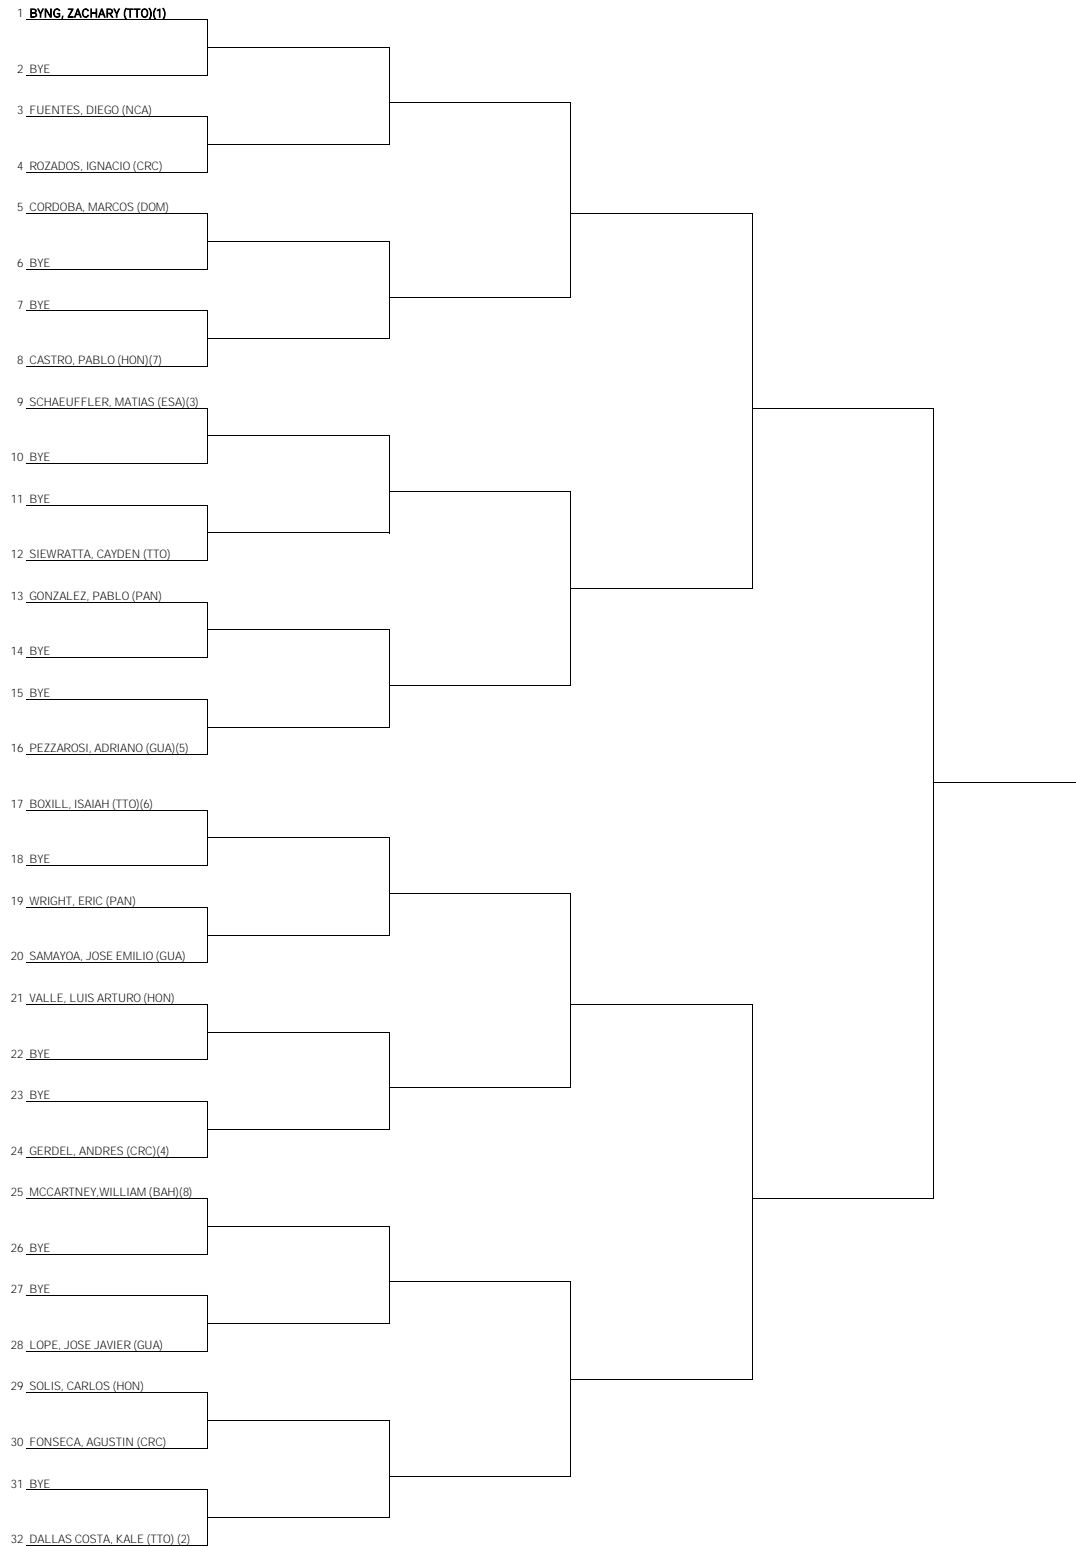 1 BYNG, ZACHARY (TTO)(1)
2 BYE
3 FUENTES, DIEGO (NCA)
4 ROZADOS, IGNACIO (CRC)
5 CORDOBA, MARCOS (DOM)
6 BYE
7 BYE
8 CASTRO, PABLO (HON)(7)
9 SCHAEUFFLER, MATIAS (ESA)(3)
10 BYE
11 BYE
12 SIEWRATTA, CAYDEN (TTO)
13 GONZALEZ, PABLO (PAN)
14 BYE
15 BYE
16 PEZZAROSI, ADRIANO (GUA)(5)
17 BOXILL, ISAIAH (TTO)(6)
18 BYE
19 WRIGHT, ERIC (PAN)
20 SAMAYOA, JOSE EMILIO (GUA)
21 VALLE, LUIS ARTURO (HON)
22 BYE
23 BYE
24 GERDEL, ANDRES (CRC)(4)
25 MCCARTNEY,WILLIAM (BAH)(8)
26 BYE
27 BYE
28 LOPE, JOSE JAVIER (GUA)
29 SOLIS, CARLOS (HON)
30 FONSECA, AGUSTIN (CRC)
31 BYE
32 DALLAS COSTA, KALE (TTO) (2)